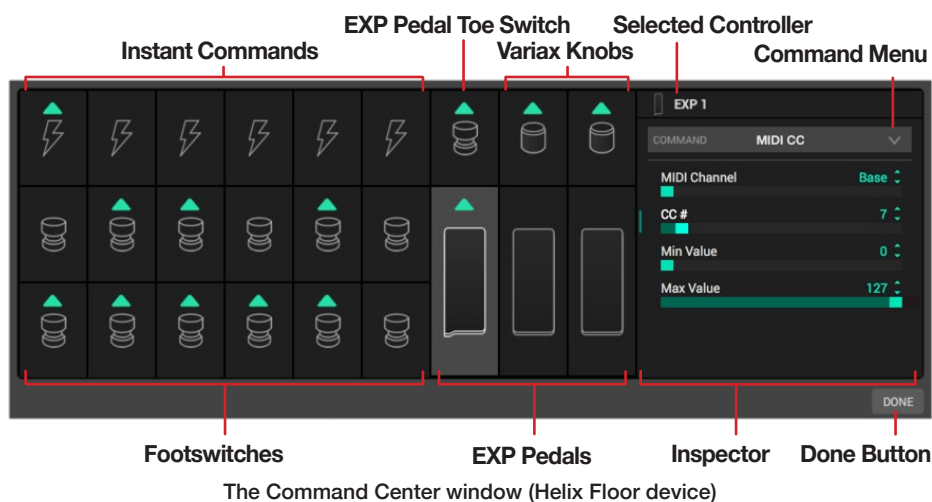 EXP Pedal Toe Switch
Selected Controller
Instant Commands
Variax Knobs
Command Menu
EXP 1
COMMAND MIDI CC
MIDI Channel Base
CC # 7
Min Value 0
Max Value 127
DONE
Footswitches
EXP Pedals
Inspector
Done Button
The Command Center window (Helix Floor device)